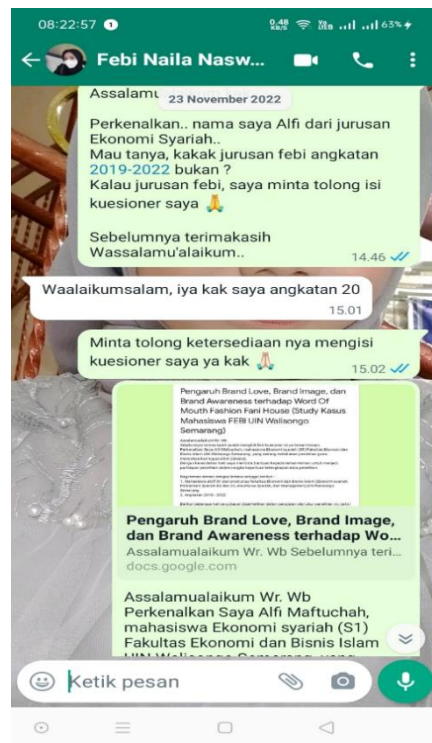 08:22:57
0.48 KB/S 63%
Febi Naila Nasw...
Assalamu
23 November 2022
Perkenalkan.. nama saya Alfi dari jurusan
Ekonomi Syariah..
Mau tanya, kakak jurusan febi angkatan
2019-2022 bukan ?
Kalau jurusan febi, saya minta tolong isi
kuesioner saya 🙏
Sebelumnya terimakasih
Wassalamu'alaikum..
14.46
Waalaikumsalam, iya kak saya angkatan 20
15.01
Minta tolong ketersediaan nya mengisi
kuesioner saya ya kak 🙏
15.02
Pengaruh Brand Love, Brand Image, dan
Brand Awareness terhadap Word Of
Mouth Fashion Fani House (Study Kasus
Mahasiswa FEBI UIN Walisongo
Semarang)
Pengaruh Brand Love, Brand Image,
dan Brand Awareness terhadap Wo...
Assalamualaikum Wr. Wb Sebelumnya teri...
docs.google.com
Assalamualaikum Wr. Wb
Perkenalkan Saya Alfi Maftuchah,
mahasiswa Ekonomi syariah (S1)
Fakultas Ekonomi dan Bisnis Islam
UIN Walisongo Semarang, yang
Ketik pesan